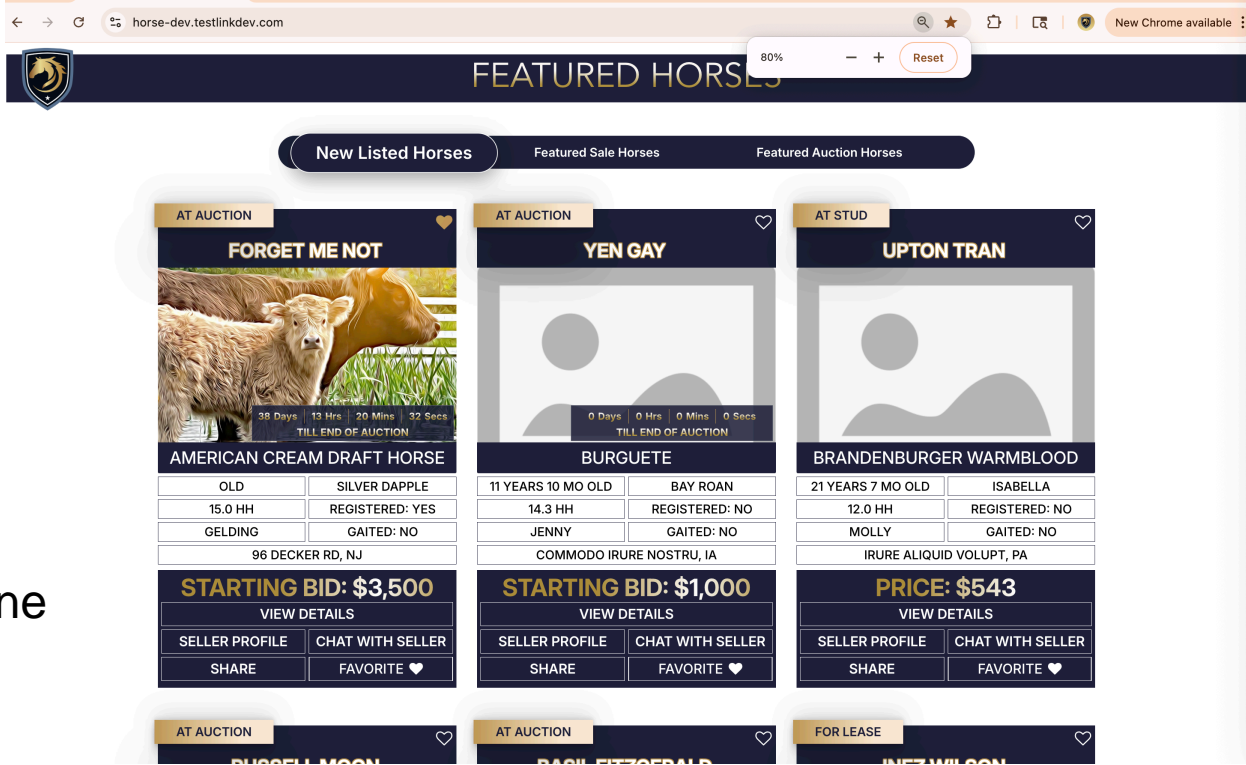 horse-dev.testlinkdev.com
New Chrome available
80%
Reset
FEATURED HORSES
New Listed Horses
Featured Sale Horses
Featured Auction Horses
AT AUCTION
FORGET ME NOT
38 Days 13 Hrs 20 Mins 32 Secs
TILL END OF AUCTION
AMERICAN CREAM DRAFT HORSE
OLD SILVER DAPPLE
15.0 HH REGISTERED: YES
GELDING GAITED: NO
96 DECKER RD, NJ
STARTING BID: $3,500
VIEW DETAILS
SELLER PROFILE CHAT WITH SELLER
SHARE FAVORITE
AT AUCTION
YEN GAY
0 Days 0 Hrs 0 Mins 0 Secs
TILL END OF AUCTION
BURGUETE
11 YEARS 10 MO OLD BAY ROAN
14.3 HH REGISTERED: NO
JENNY GAITED: NO
COMMODO IRURE NOSTRU, IA
STARTING BID: $1,000
VIEW DETAILS
SELLER PROFILE CHAT WITH SELLER
SHARE FAVORITE
AT STUD
UPTON TRAN
BRANDENBURGER WARMBLOOD
21 YEARS 7 MO OLD ISABELLA
12.0 HH REGISTERED: NO
MOLLY GAITED: NO
IRURE ALIQUID VOLUPT, PA
PRICE: $543
VIEW DETAILS
SELLER PROFILE CHAT WITH SELLER
SHARE FAVORITE
ne
AT AUCTION
RUSSELL MOON
AT AUCTION
BASIL FITZGERALD
FOR LEASE
INEZ WILSON